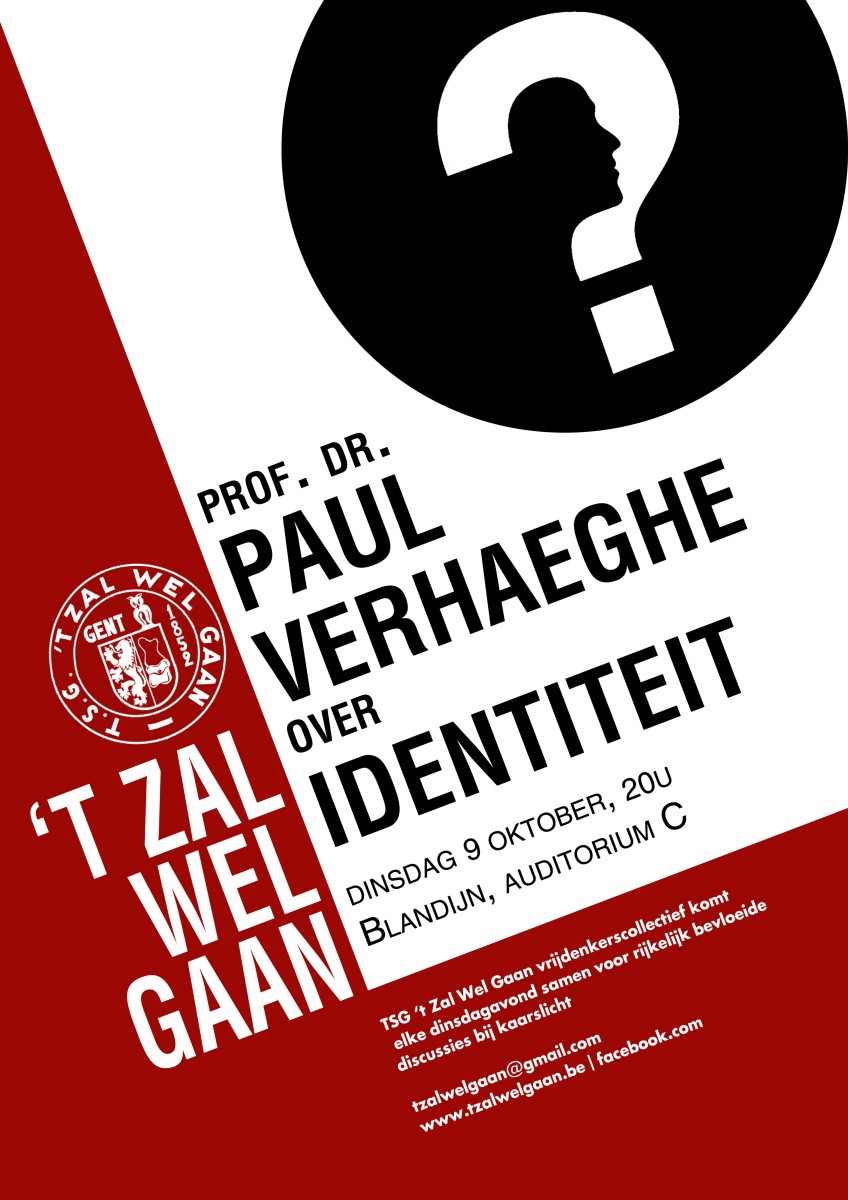 PROF. DR.
PAUL
VERHAEGHE
OVER
IDENTITEIT
DINSDAG 9 OKTOBER, 20U
BLANDIJN, AUDITORIUM C
T.S.G. 'T ZAL WEL GAAN —
GENT
1852
‘T ZAL
WEL
GAAN
TSG ‘t Zal Wel Gaan vrijdenkerscollectief komt
elke dinsdagavond samen voor rijkelijk bevloeide
discussies bij kaarslicht
tzalwelgaan@gmail.com
www.tzalwelgaan.be | facebook.com